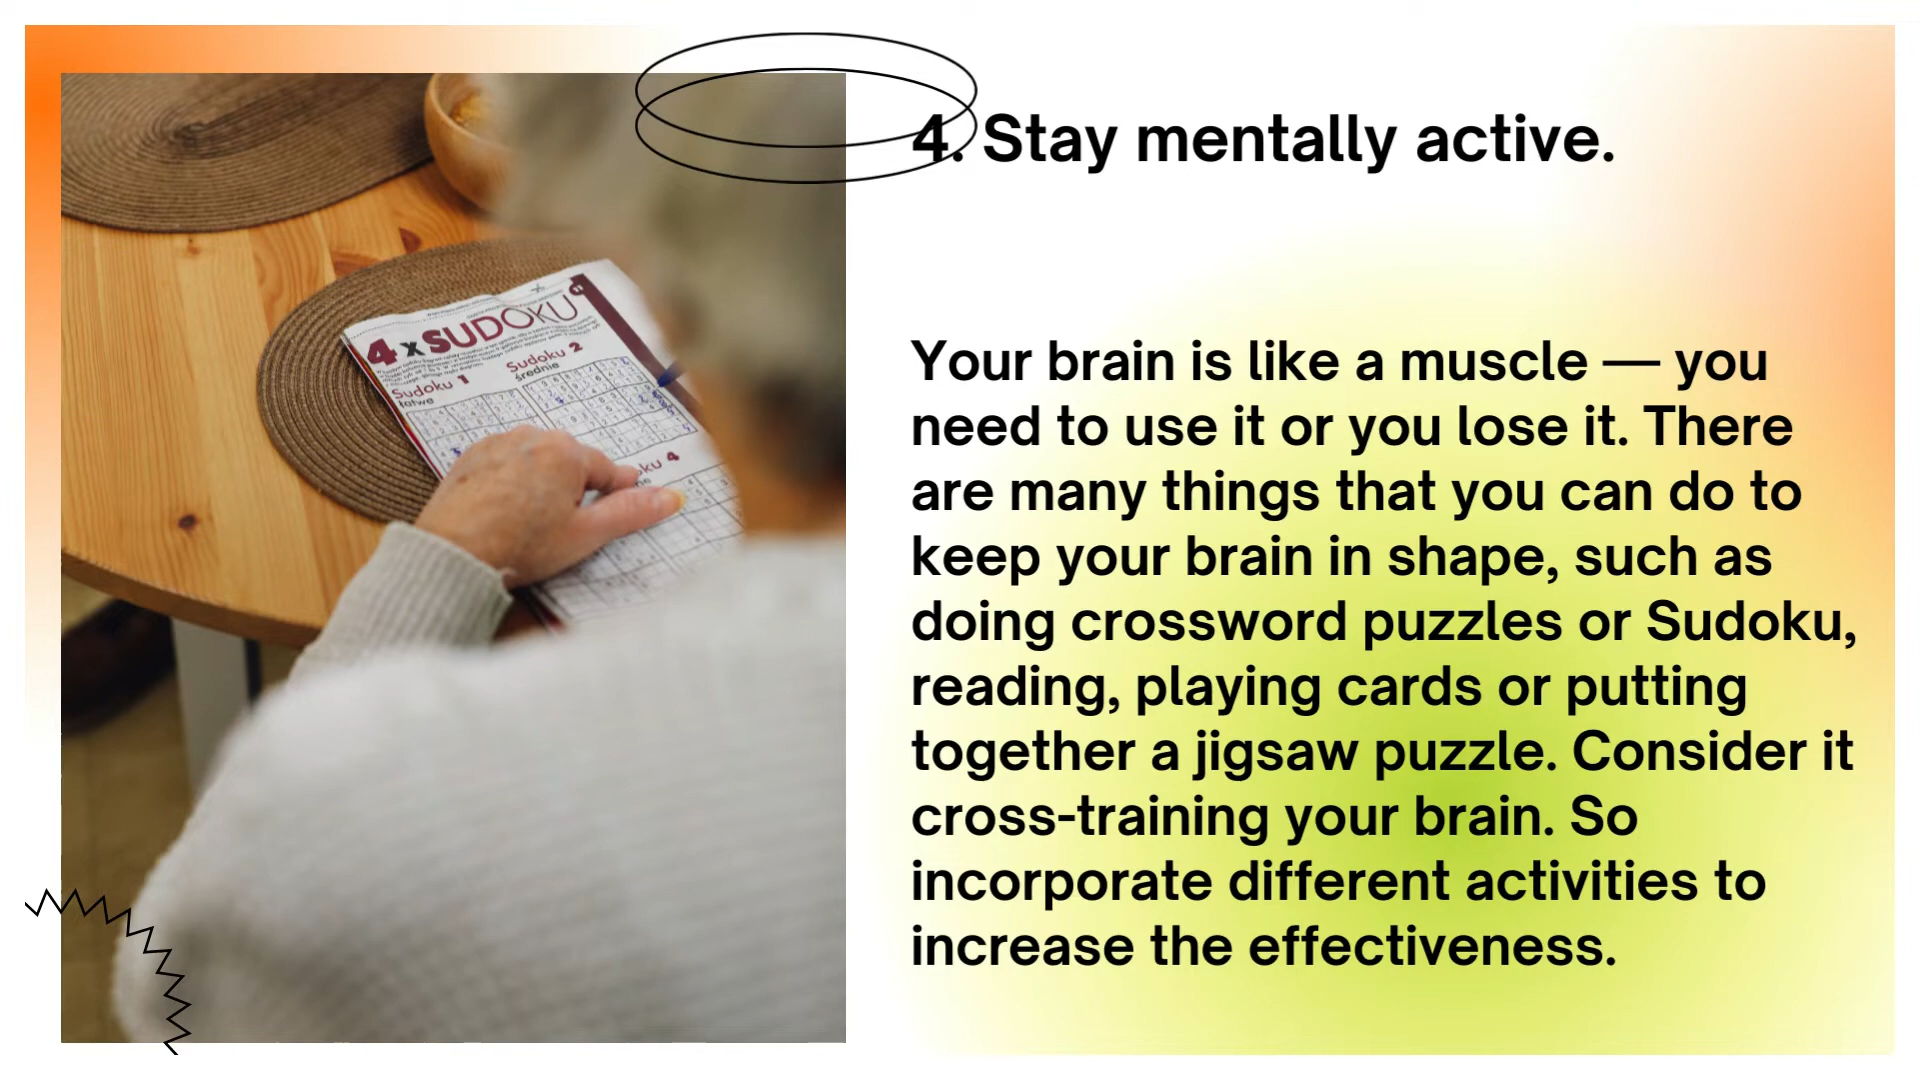 4. Stay mentally active.
Your brain is like a muscle — you
need to use it or you lose it. There
are many things that you can do to
keep your brain in shape, such as
doing crossword puzzles or Sudoku,
reading, playing cards or putting
together a jigsaw puzzle. Consider it
cross-training your brain. So
incorporate different activities to
increase the effectiveness.
4 x SUDOKU
Sudoku 1
łatwe
Sudoku 2
średnie
4